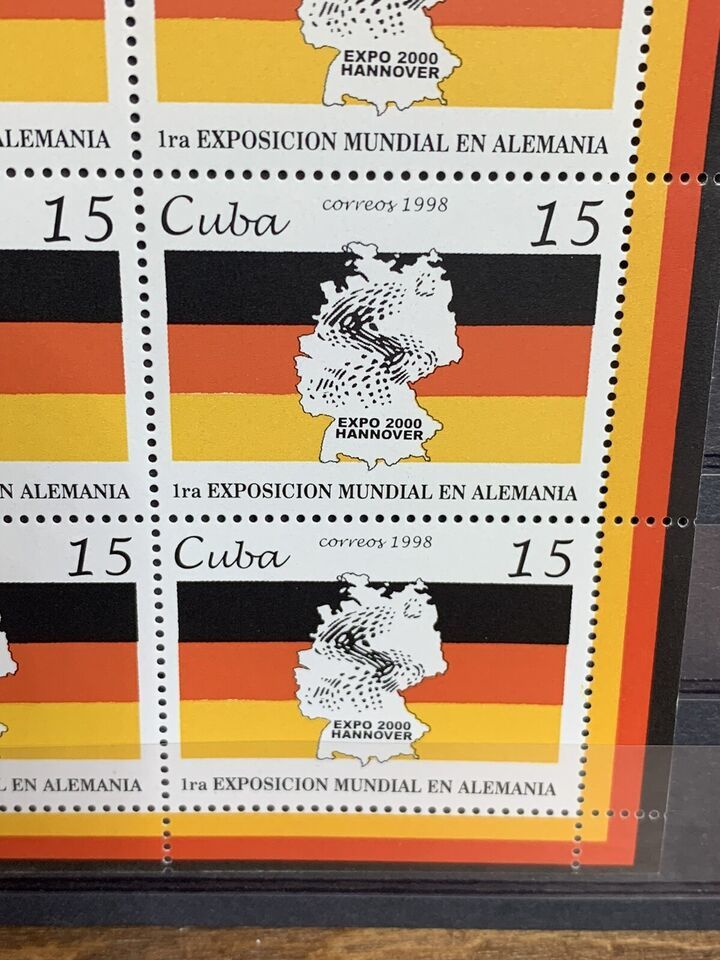 EXPO 2000
HANNOVER
ALEMANIA
1ra EXPOSICION MUNDIAL EN ALEMANIA
15
Cuba correos 1998 15
EXPO 2000
HANNOVER
N ALEMANIA
1ra EXPOSICION MUNDIAL EN ALEMANIA
15
Cuba correos 1998 15
EXPO 2000
HANNOVER
L EN ALEMANIA
1ra EXPOSICION MUNDIAL EN ALEMANIA